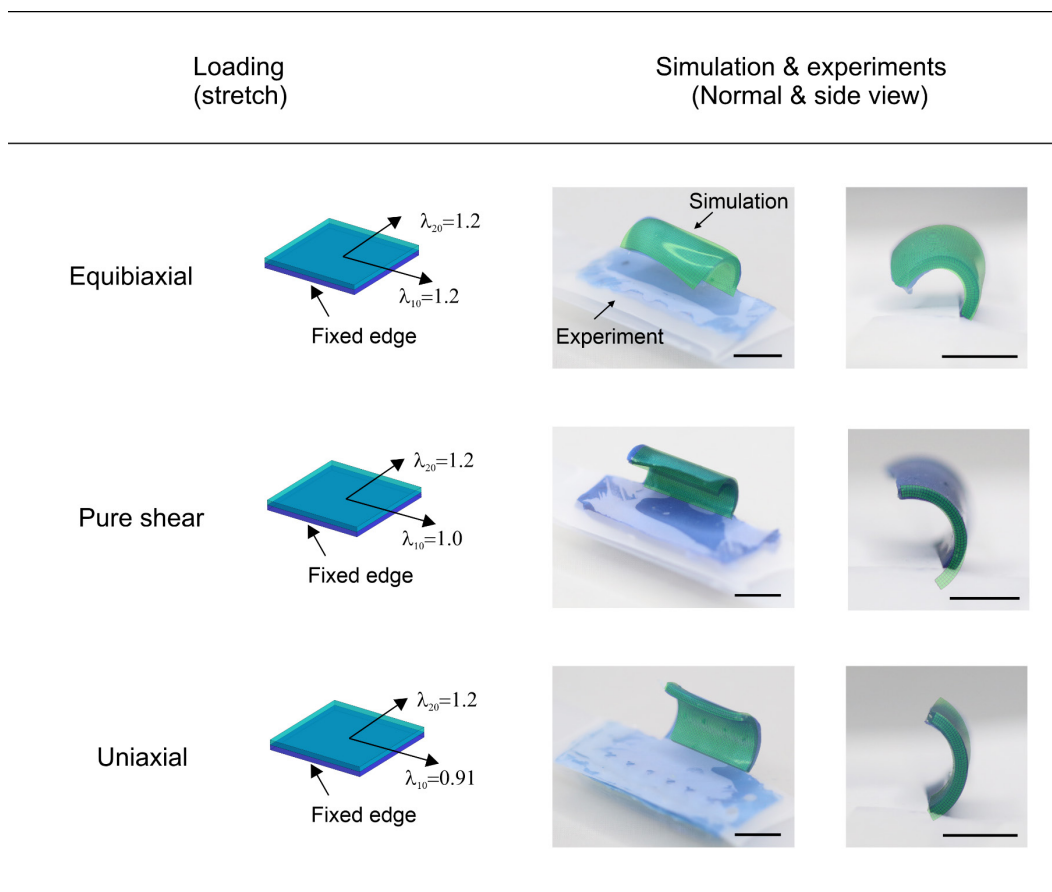 Loading
(stretch)
Simulation & experiments
(Normal & side view)
Equibiaxial
λ₂₀=1.2
λ₁₀=1.2
Fixed edge
Simulation
Experiment
Pure shear
λ₂₀=1.2
λ₁₀=1.0
Fixed edge
Uniaxial
λ₂₀=1.2
λ₁₀=0.91
Fixed edge